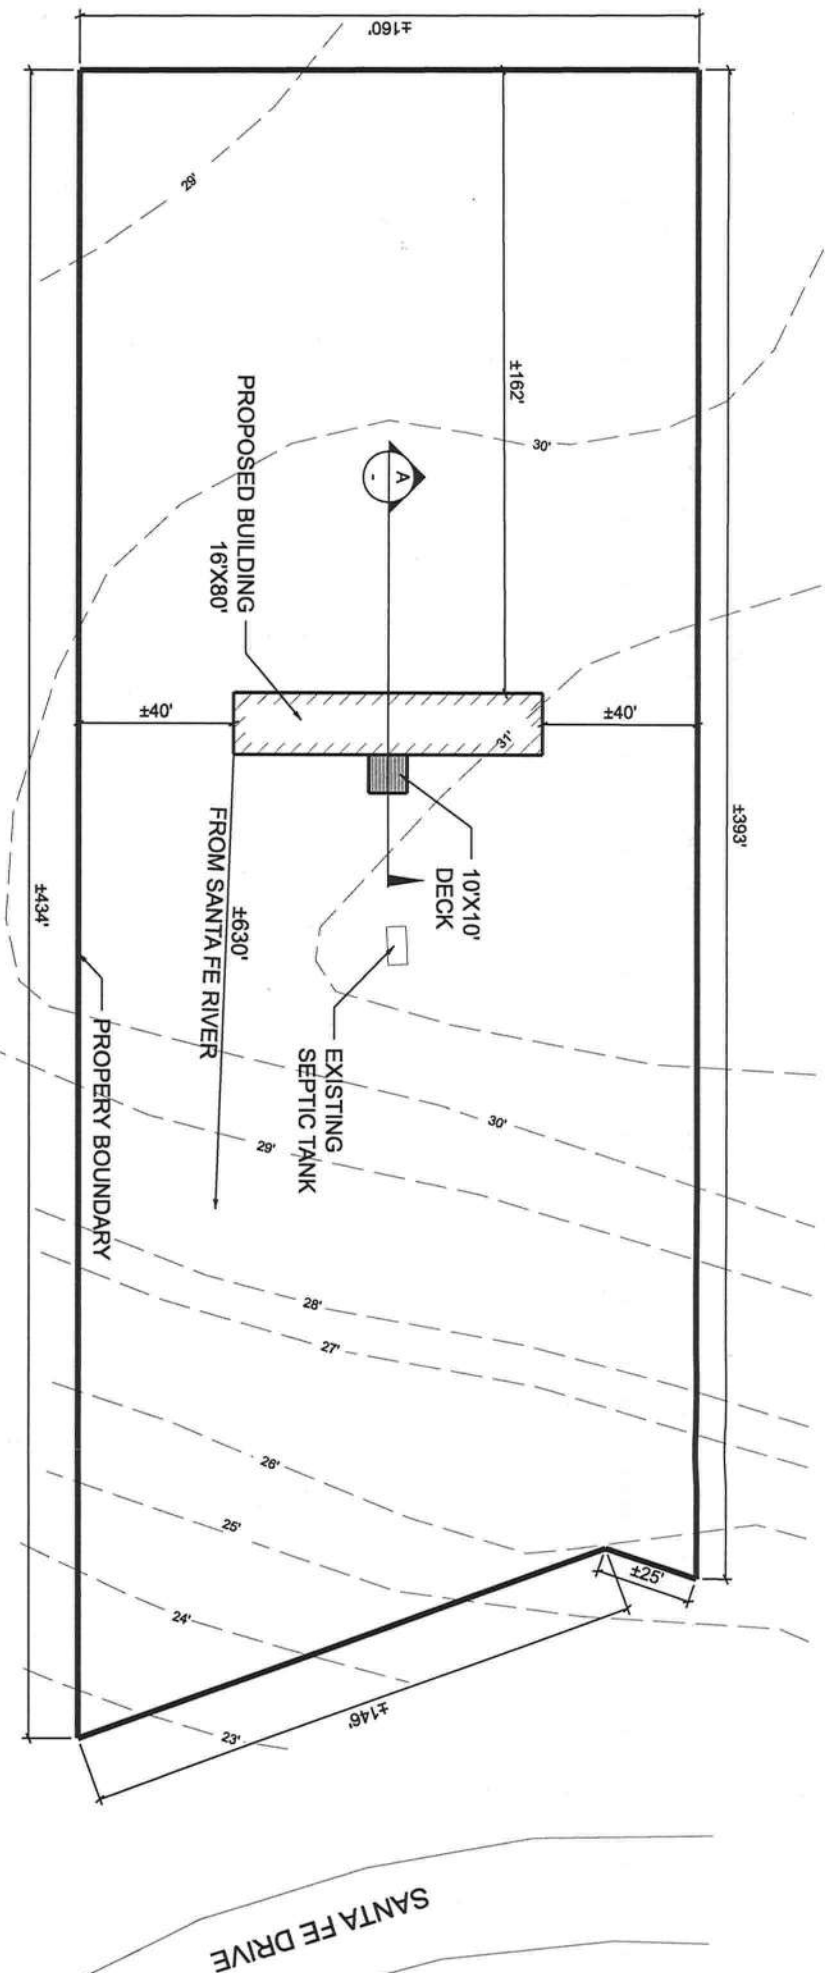 ±160'
29'
±162'
30'
A
-
PROPOSED BUILDING
16'X80'
±40'
±40'
31'
±393'
10'X10'
DECK
±630'
FROM SANTA FE RIVER
±434'
EXISTING
SEPTIC TANK
PROPERY BOUNDARY
30'
29'
28'
27'
26'
25'
24'
23'
±25'
±146'
SANTA FE DRIVE